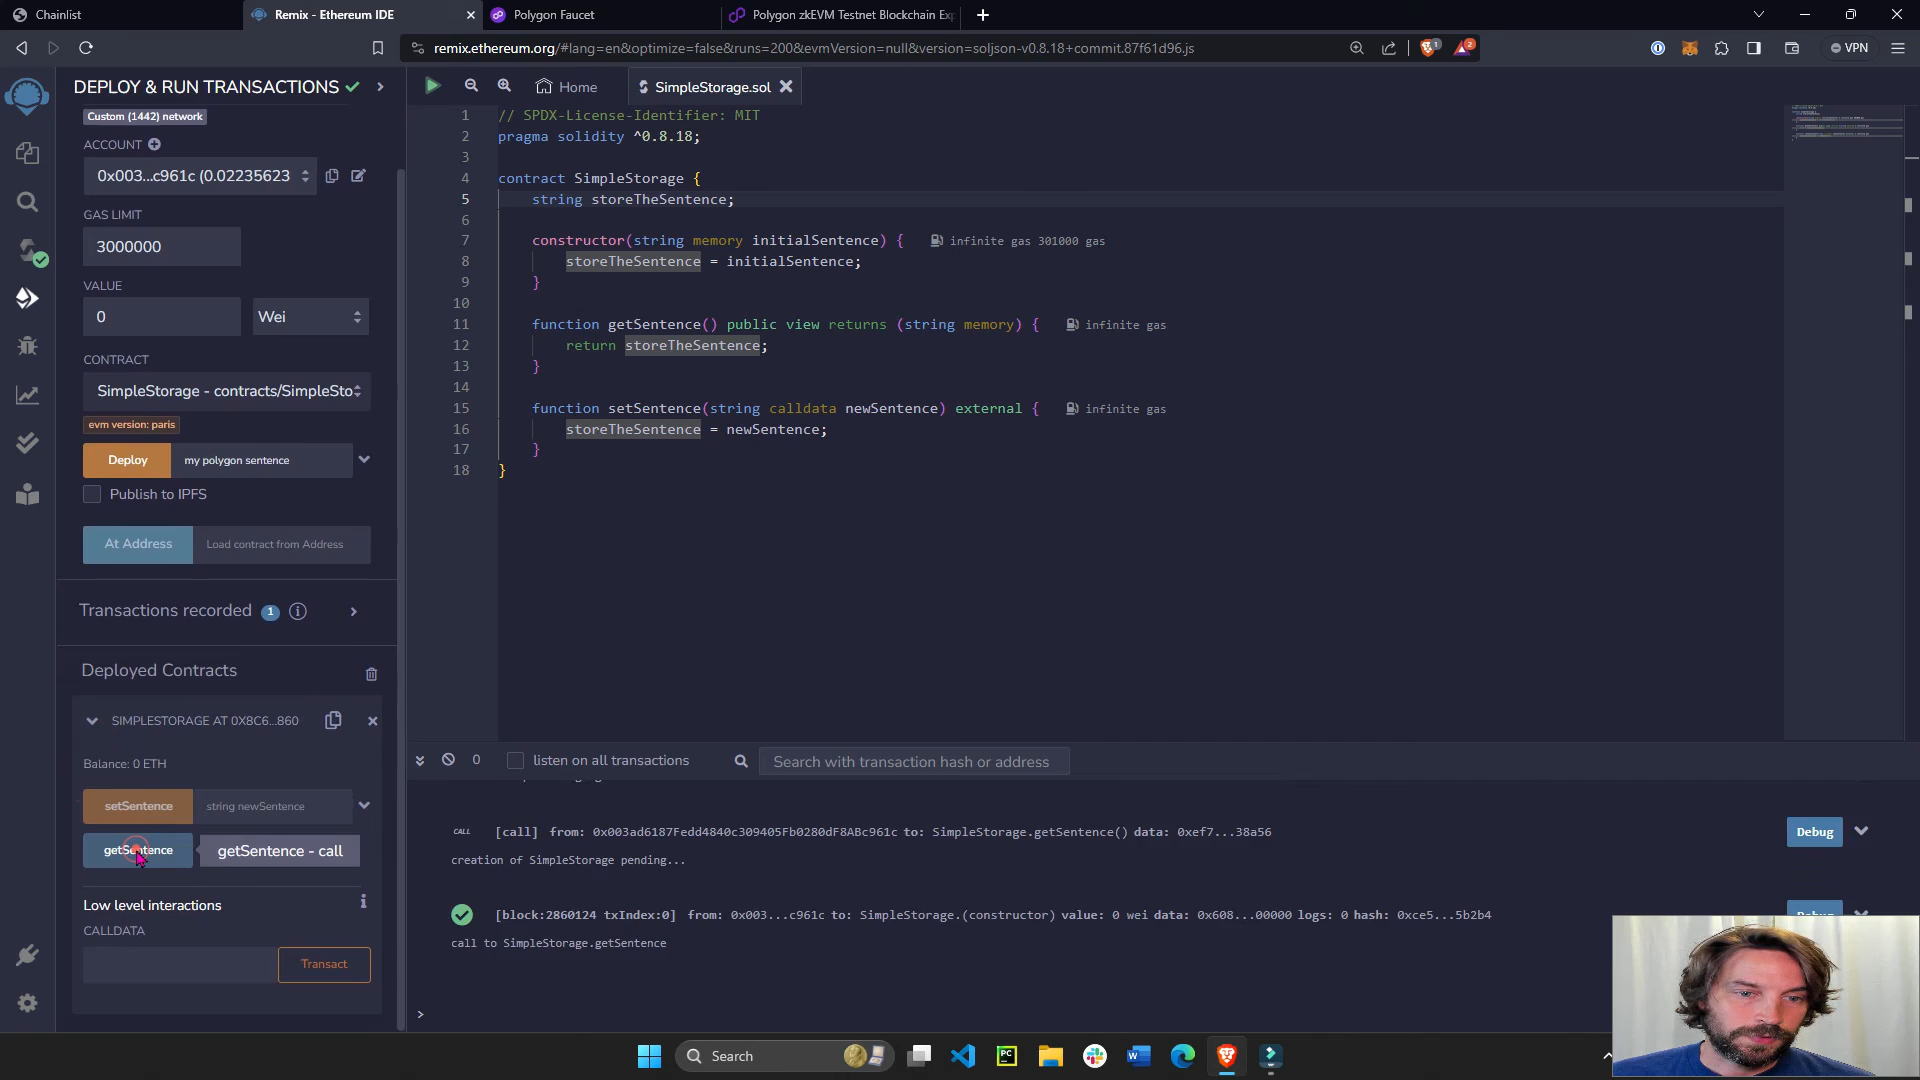 Chainlist
Remix - Ethereum IDE
Polygon Faucet
Polygon zkEVM Testnet Blockchain Exp
remix.ethereum.org/#lang=en&optimize=false&runs=200&evmVersion=null&version=soljson-v0.8.18+commit.87f61d96.js
1
2
VPN
DEPLOY & RUN TRANSACTIONS
Custom (1442) network
ACCOUNT
0x003...c961c (0.02235623
GAS LIMIT
3000000
VALUE
0
Wei
CONTRACT
SimpleStorage - contracts/SimpleSto
evm version: paris
Deploy
my polygon sentence
Publish to IPFS
At Address
Load contract from Address
Transactions recorded 1
Deployed Contracts
SIMPLESTORAGE AT 0X8C6...860
Balance: 0 ETH
setSentence
string newSentence
getSentence
getSentence - call
Low level interactions
CALLDATA
Transact
Home
SimpleStorage.sol
1 // SPDX-License-Identifier: MIT
2 pragma solidity ^0.8.18;
3
4 contract SimpleStorage {
5 string storeTheSentence;
6
7 constructor(string memory initialSentence) { infinite gas 301000 gas
8 storeTheSentence = initialSentence;
9 }
10
11 function getSentence() public view returns (string memory) { infinite gas
12 return storeTheSentence;
13 }
14
15 function setSentence(string calldata newSentence) external { infinite gas
16 storeTheSentence = newSentence;
17 }
18 }
0
listen on all transactions
Search with transaction hash or address
CALL [call] from: 0x003ad6187Fedd4840c309405Fb0280dF8ABc961c to: SimpleStorage.getSentence() data: 0xef7...38a56
Debug
creation of SimpleStorage pending...
[block:2860124 txIndex:0] from: 0x003...c961c to: SimpleStorage.(constructor) value: 0 wei data: 0x608...00000 logs: 0 hash: 0xce5...5b2b4
call to SimpleStorage.getSentence
>
Search
PC